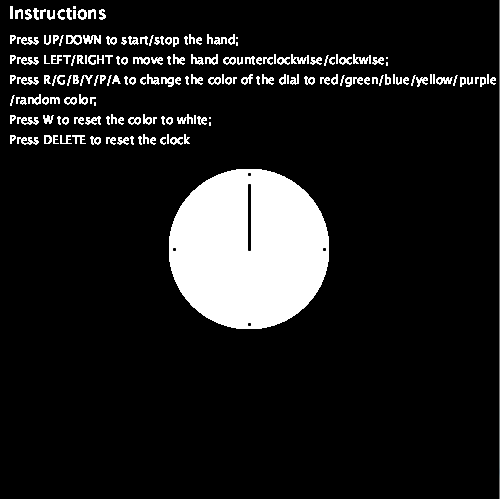 Instructions
Press UP/DOWN to start/stop the hand;
Press LEFT/RIGHT to move the hand counterclockwise/clockwise;
Press R/G/B/Y/P/A to change the color of the dial to red/green/blue/yellow/purple
/random color;
Press W to reset the color to white;
Press DELETE to reset the clock